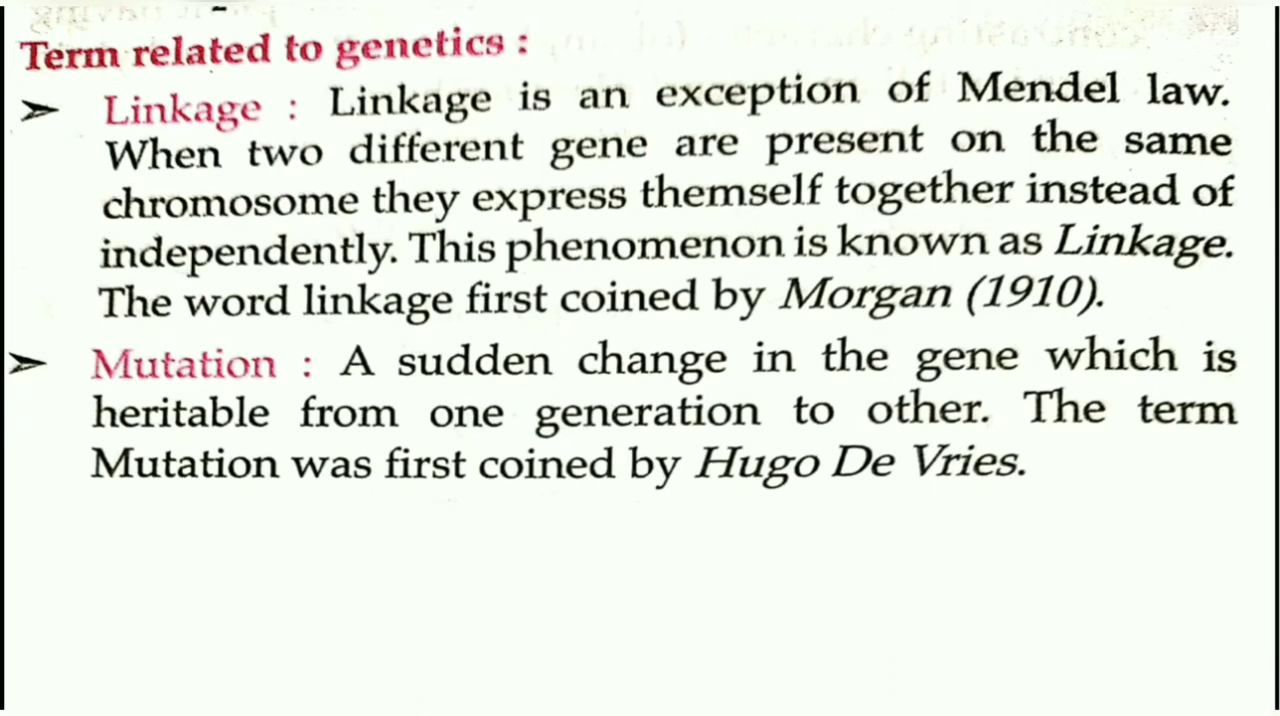 Term related to genetics :
➢ Linkage : Linkage is an exception of Mendel law.
When two different gene are present on the same
chromosome they express themself together instead of
independently. This phenomenon is known as Linkage.
The word linkage first coined by Morgan (1910).
➢ Mutation : A sudden change in the gene which is
heritable from one generation to other. The term
Mutation was first coined by Hugo De Vries.